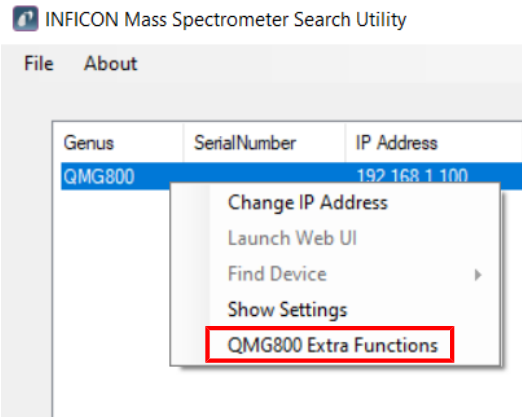 INFICON Mass Spectrometer Search Utility
File About
Genus SerialNumber IP Address
QMG800 192.168.1.100
Change IP Address
Launch Web UI
Find Device
Show Settings
QMG800 Extra Functions